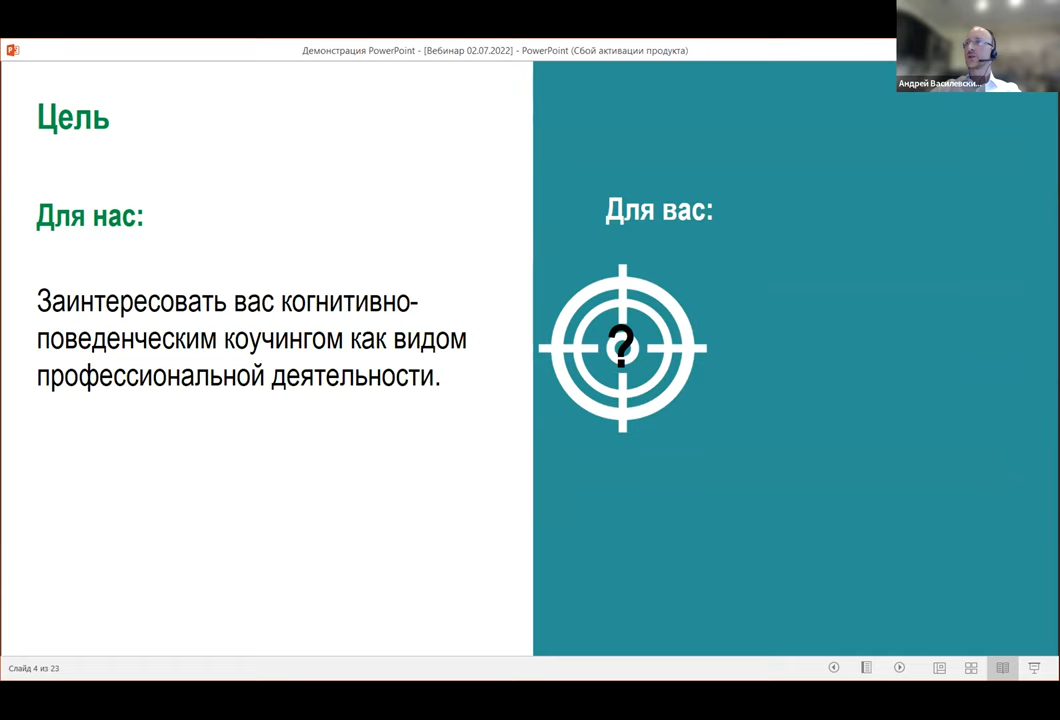 Демонстрация PowerPoint - [Вебинар 02.07.2022] - PowerPoint (Сбой активации продукта)
Андрей Василевски...
Цель
Для нас:
Заинтересовать вас когнитивно-
поведенческим коучингом как видом
профессиональной деятельности.
Для вас:
?
Слайд 4 из 23